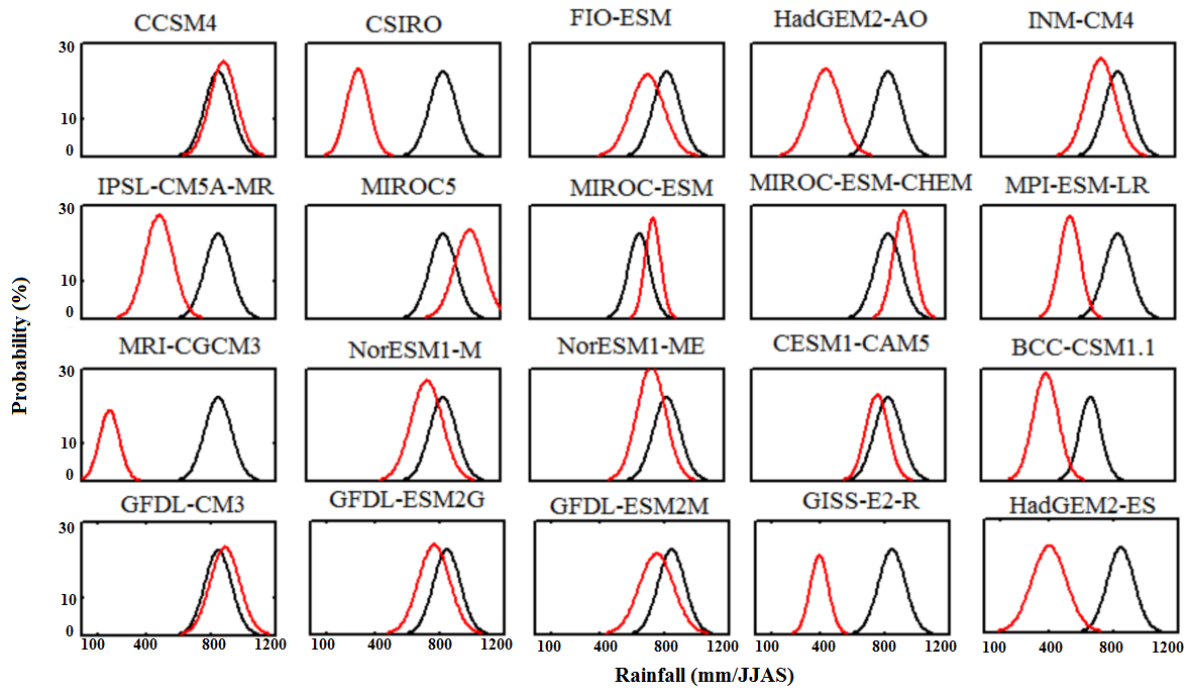 CCSM4 CSIRO FIO-ESM HadGEM2-AO INM-CM4
30
10
0
IPSL-CM5A-MR MIROC5 MIROC-ESM MIROC-ESM-CHEM MPI-ESM-LR
30
10
0
Probability (%)
MRI-CGCM3 NorESM1-M NorESM1-ME CESM1-CAM5 BCC-CSM1.1
30
10
0
GFDL-CM3 GFDL-ESM2G GFDL-ESM2M GISS-E2-R HadGEM2-ES
30
10
0
100 400 800 1200 100 400 800 1200 100 400 800 1200 100 400 800 1200 100 400 800 1200
Rainfall (mm/JJAS)